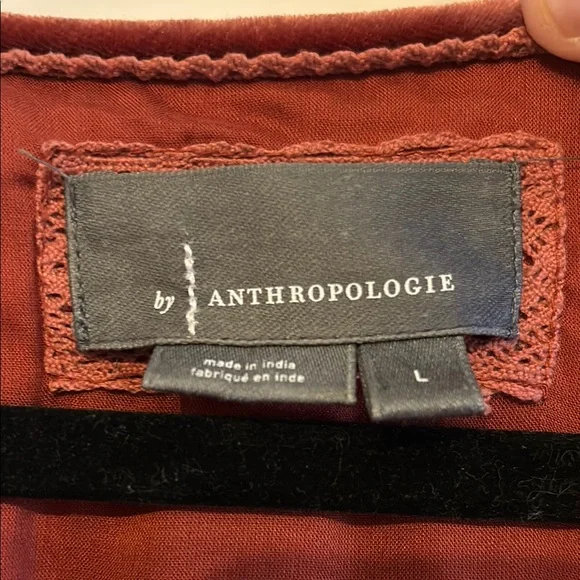 by ANTHROPOLOGIE
made in india
fabriqué en inde
L